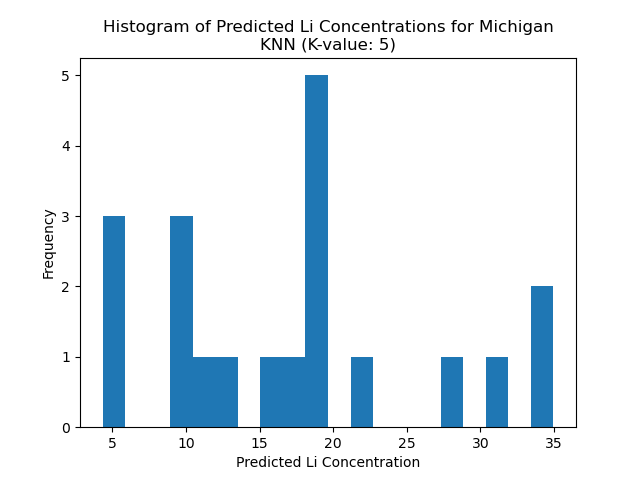 Histogram of Predicted Li Concentrations for Michigan
KNN (K-value: 5)
5
4
3
2
1
0
Frequency
5 10 15 20 25 30 35
Predicted Li Concentration